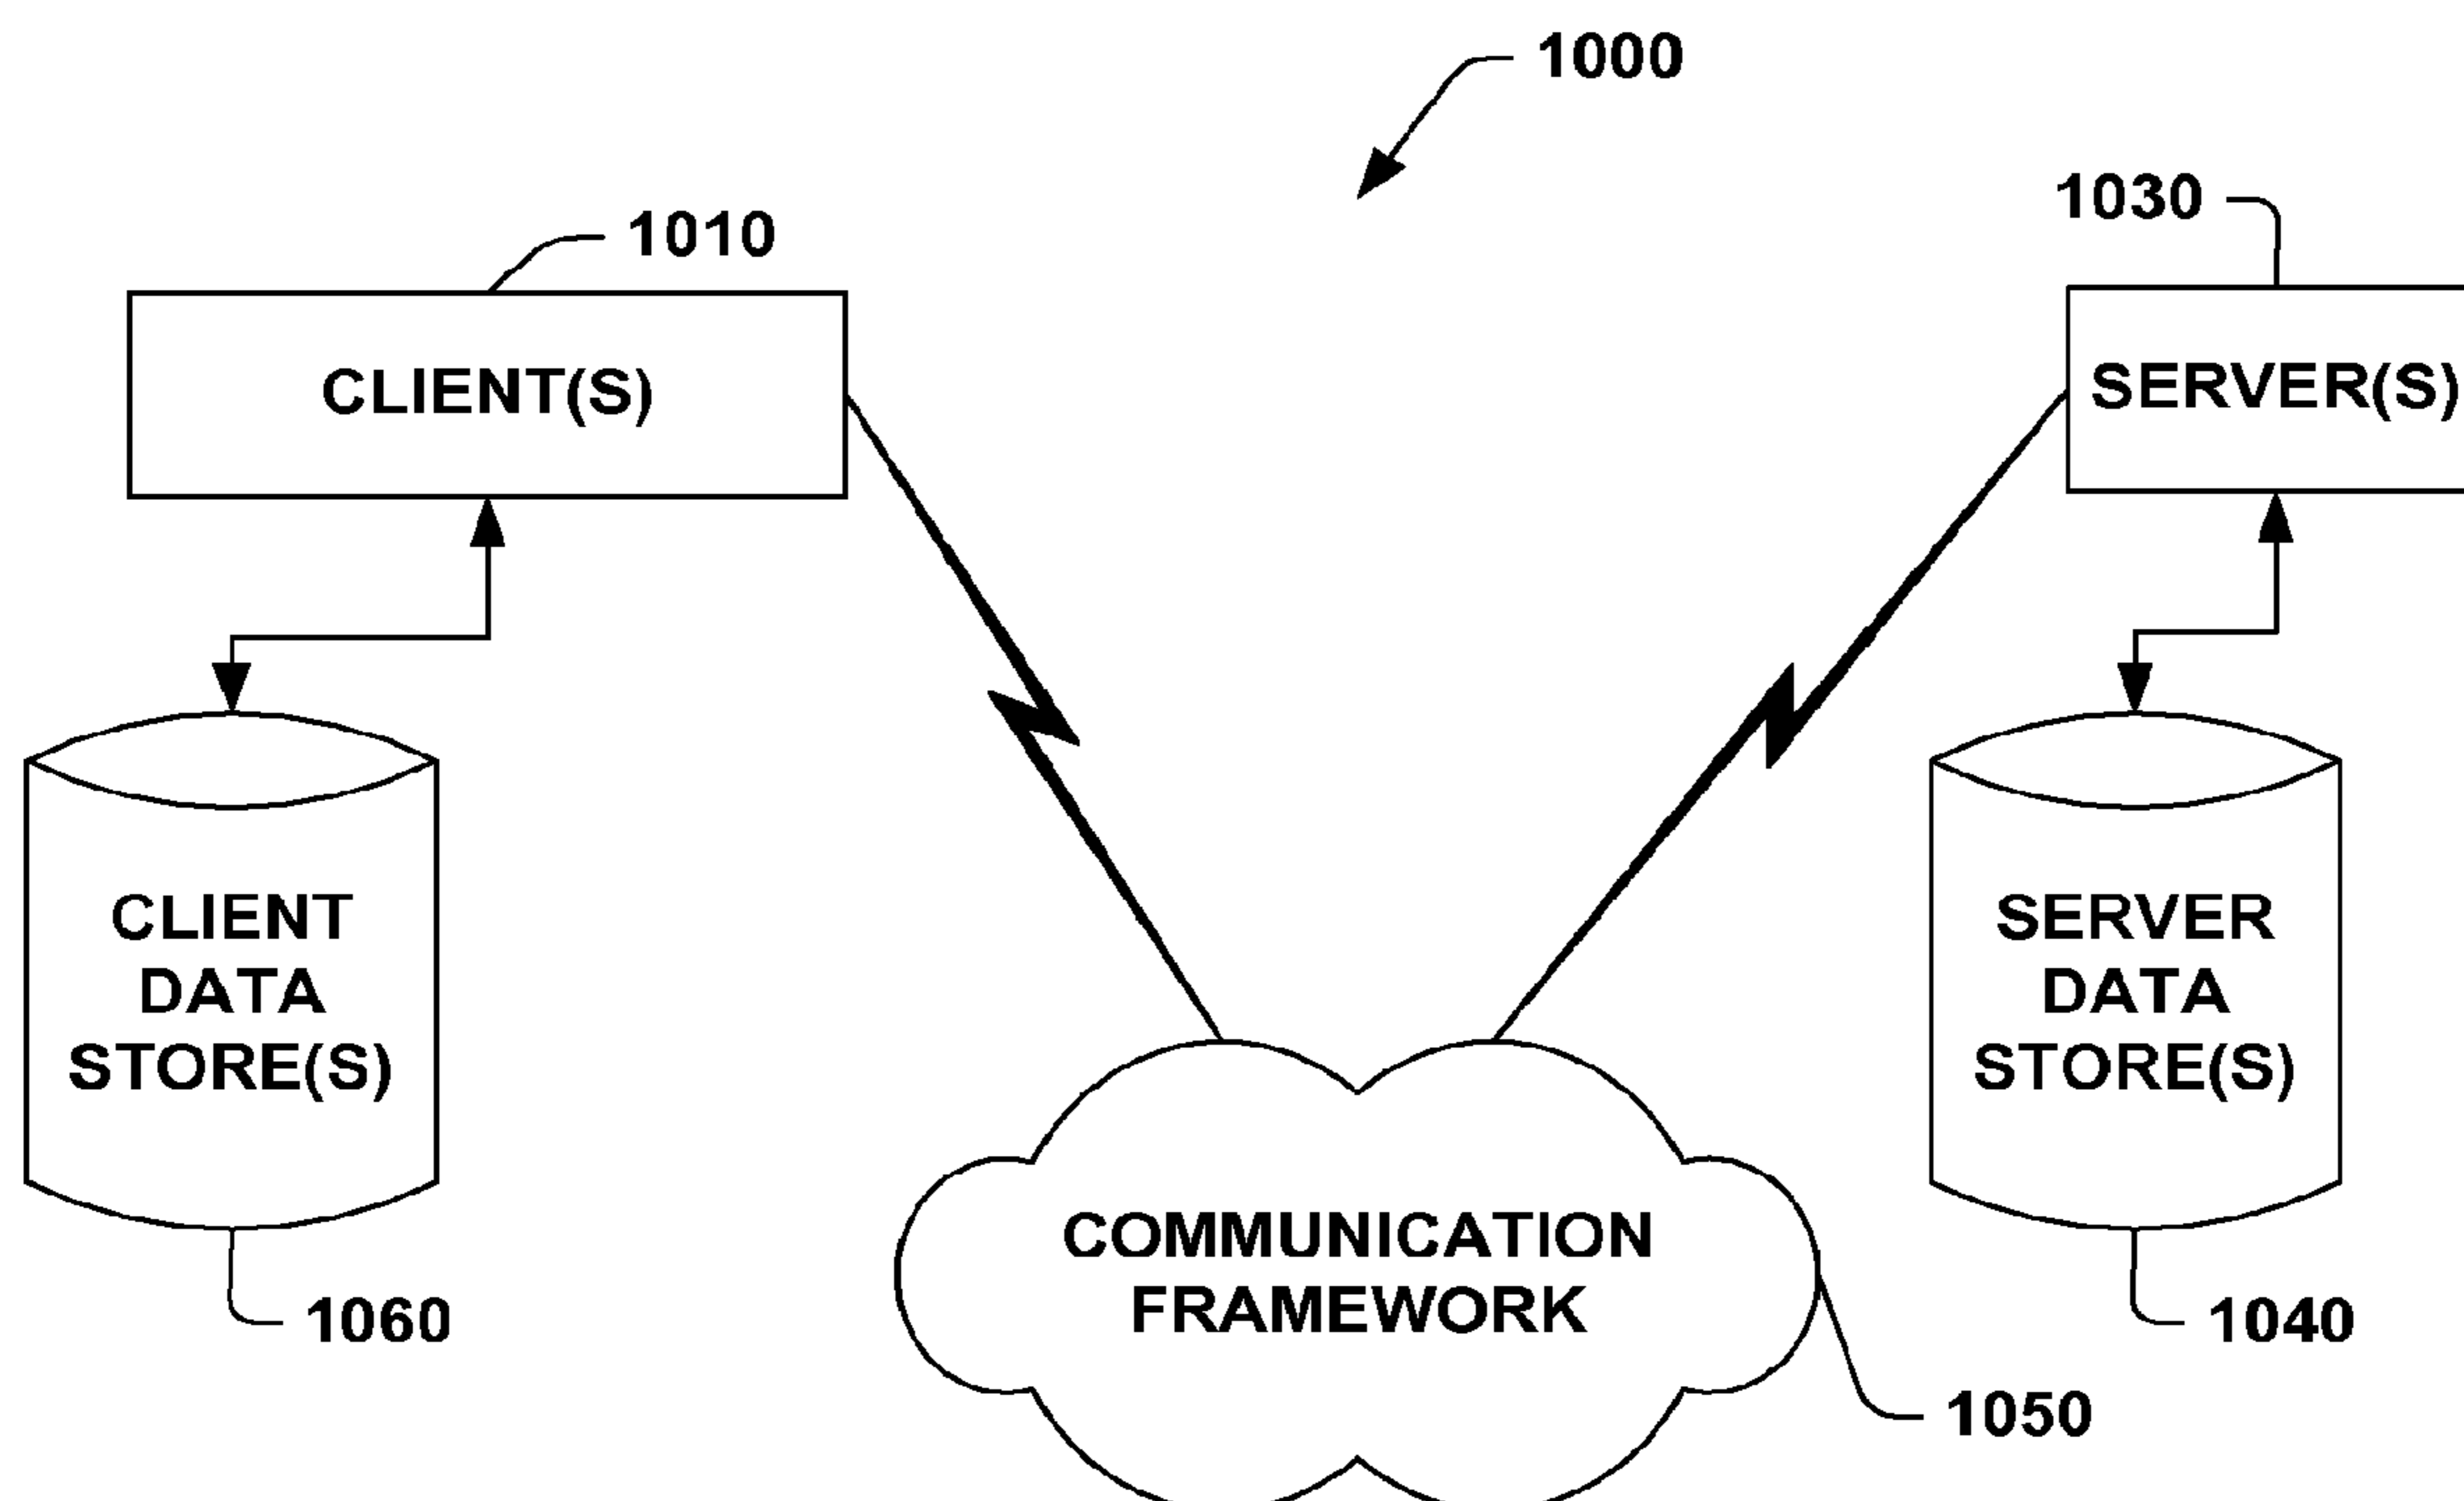 1000
1010
1030
CLIENT(S)
SERVER(S)
CLIENT
DATA
STORE(S)
SERVER
DATA
STORE(S)
COMMUNICATION
FRAMEWORK
1060
1040
1050